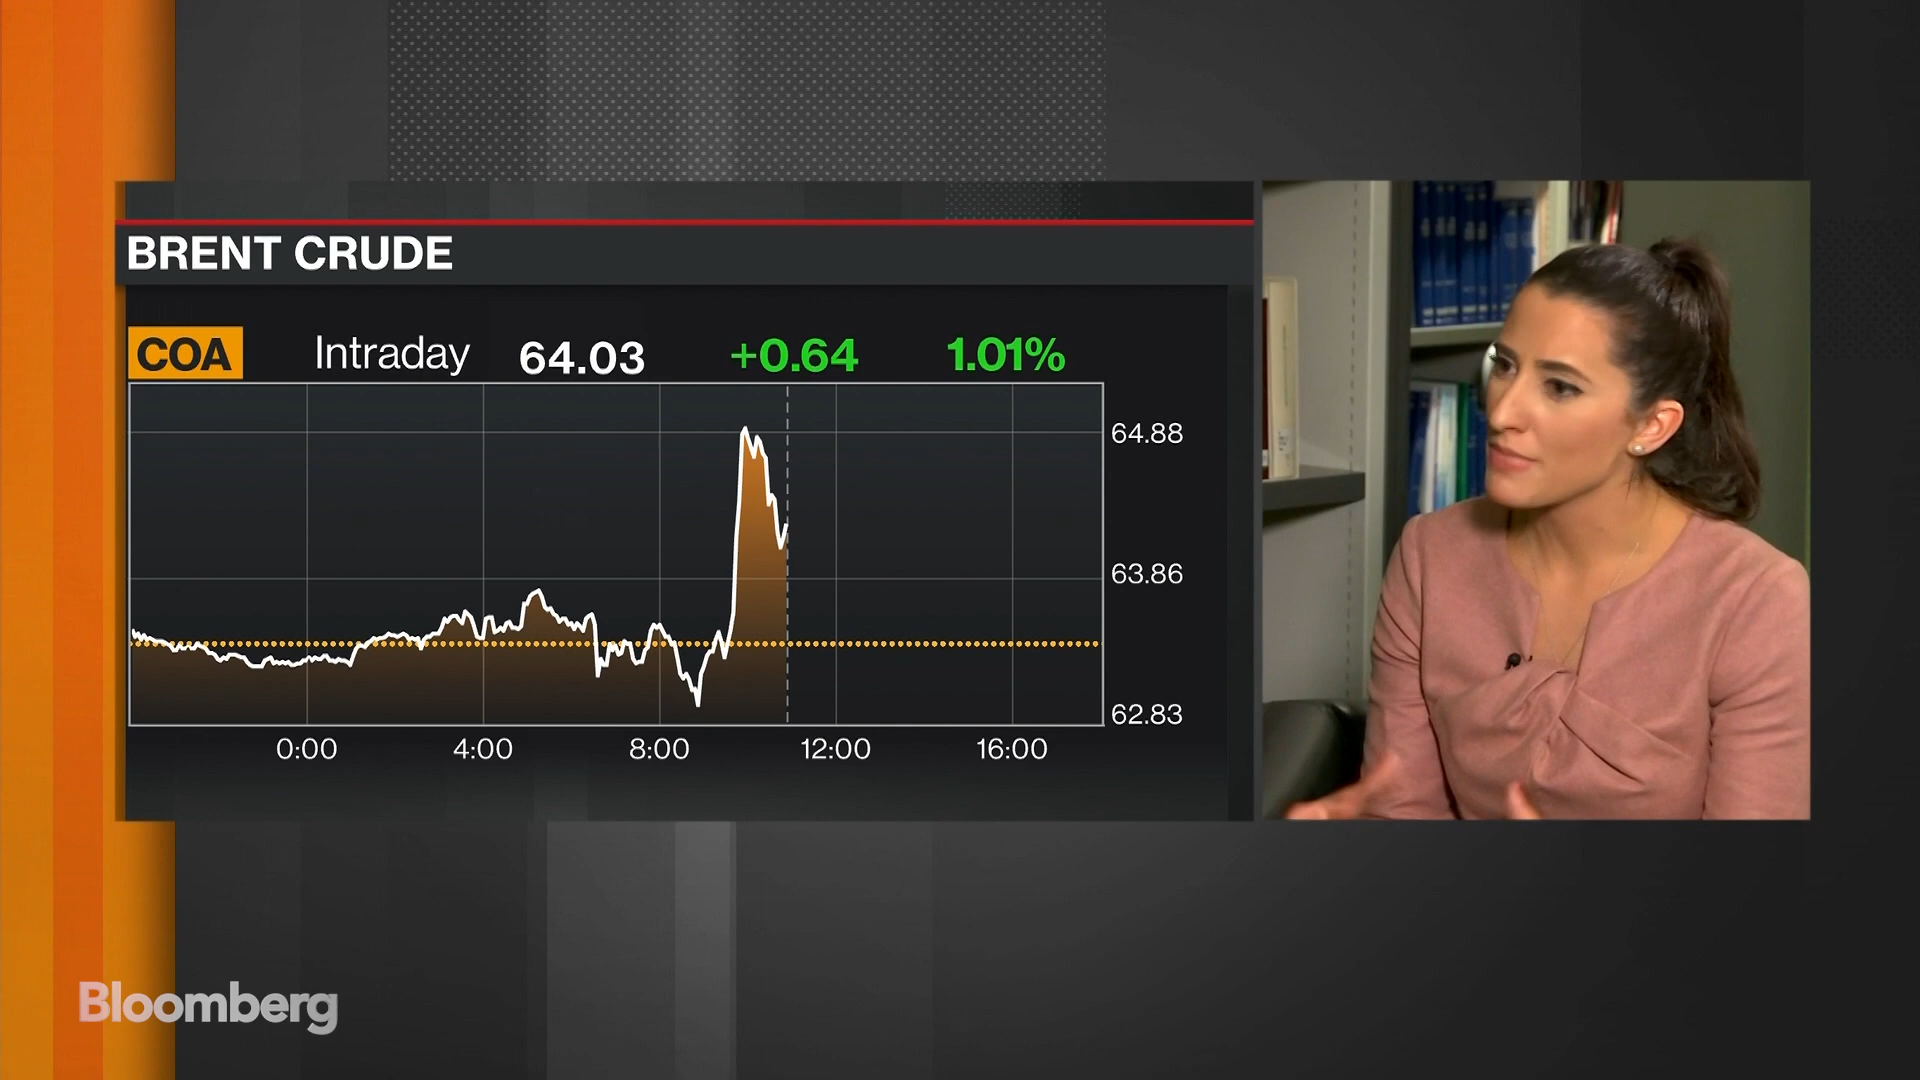 BRENT CRUDE
COA Intraday 64.03 +0.64 1.01%
64.88
63.86
62.83
0:00 4:00 8:00 12:00 16:00
Bloomberg